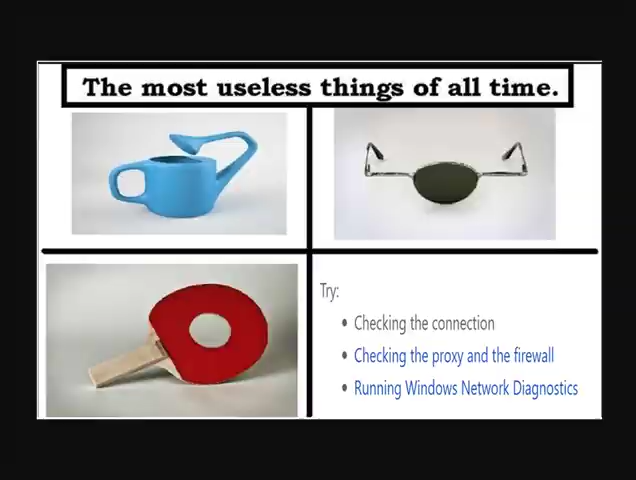 The most useless things of all time.
Try:
• Checking the connection
• Checking the proxy and the firewall
• Running Windows Network Diagnostics